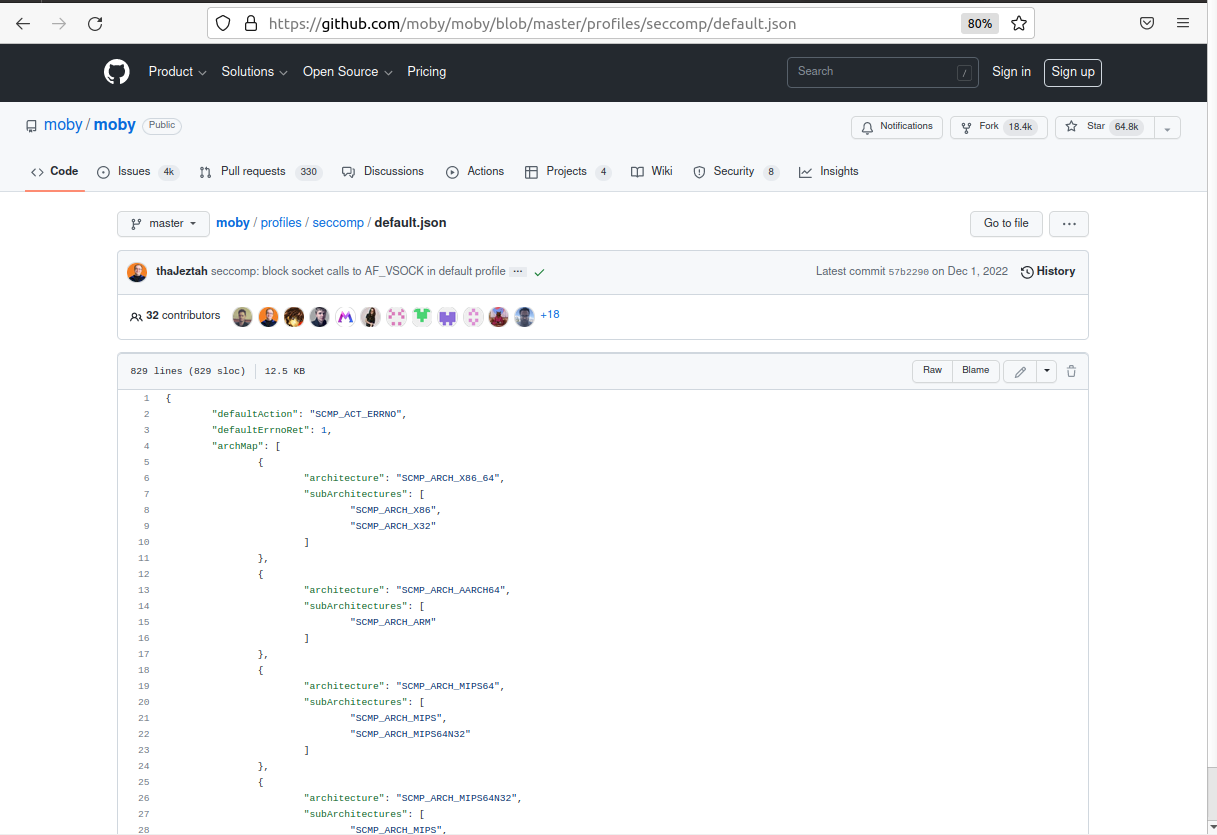 https://github.com/moby/moby/blob/master/profiles/seccomp/default.json 80%
Product Solutions Open Source Pricing Search / Sign in Sign up
moby / moby Public Notifications Fork 18.4k Star 64.8k
<> Code Issues 4k Pull requests 330 Discussions Actions Projects 4 Wiki Security 8 Insights
master moby / profiles / seccomp / default.json Go to file ...
thaJeztah seccomp: block socket calls to AF_VSOCK in default profile ... Latest commit 57b2290 on Dec 1, 2022 History
32 contributors +18
829 lines (829 sloc) 12.5 KB Raw Blame
1 {
2 "defaultAction": "SCMP_ACT_ERRNO",
3 "defaultErrnoRet": 1,
4 "archMap": [
5 {
6 "architecture": "SCMP_ARCH_X86_64",
7 "subArchitectures": [
8 "SCMP_ARCH_X86",
9 "SCMP_ARCH_X32"
10 ]
11 },
12 {
13 "architecture": "SCMP_ARCH_AARCH64",
14 "subArchitectures": [
15 "SCMP_ARCH_ARM"
16 ]
17 },
18 {
19 "architecture": "SCMP_ARCH_MIPS64",
20 "subArchitectures": [
21 "SCMP_ARCH_MIPS",
22 "SCMP_ARCH_MIPS64N32"
23 ]
24 },
25 {
26 "architecture": "SCMP_ARCH_MIPS64N32",
27 "subArchitectures": [
28 "SCMP_ARCH_MIPS",